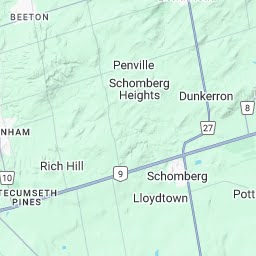 BEETON
Penville
Schomberg
Heights
Dunkerron
8
27
NHAM
Rich Hill
9
Schomberg
10
TECUMSETH
PINES
Lloydtown
Pott